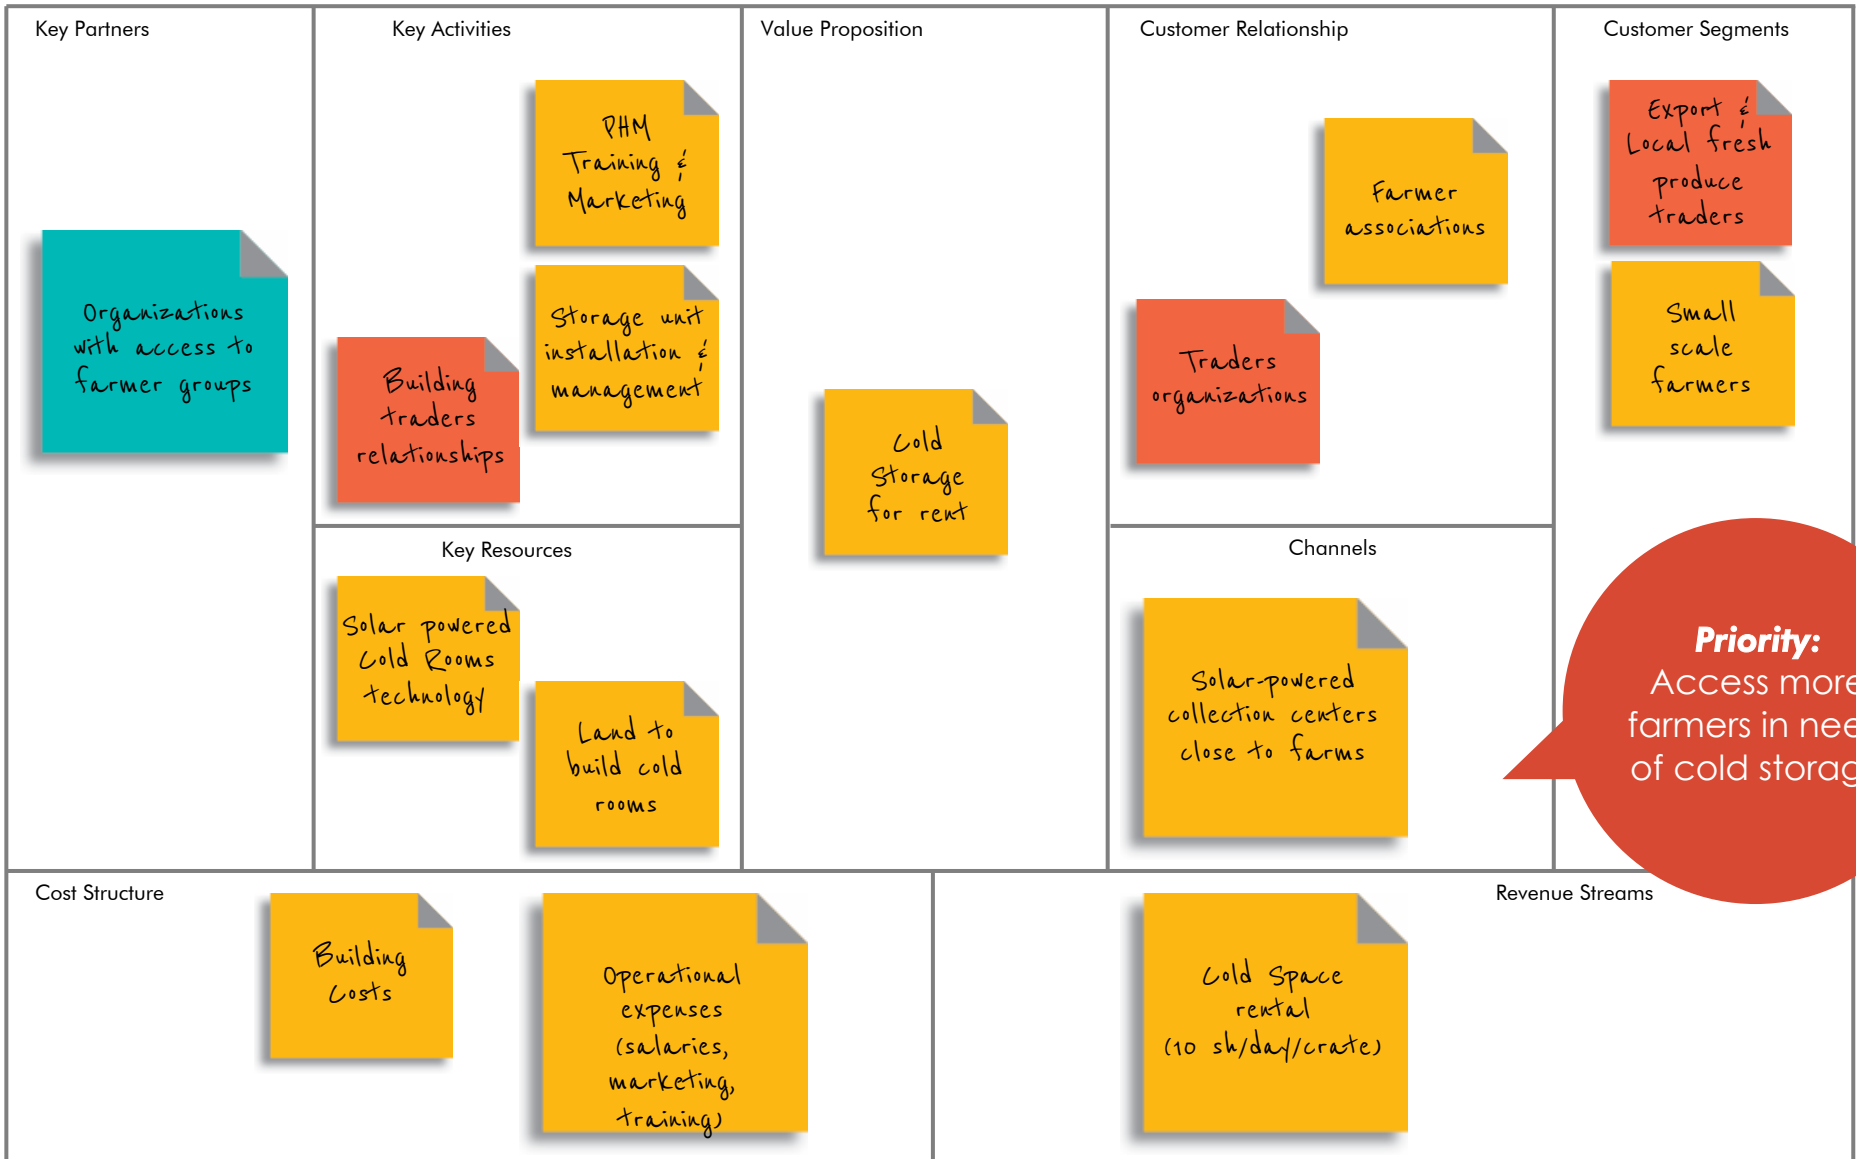 Key Partners
Organizations
with access to
farmer groups
Key Activities
PHM
Training &
Marketing
Storage unit
installation &
management
Building
traders
relationships
Key Resources
Solar powered
Cold Rooms
technology
Land to
build cold
rooms
Value Proposition
Cold
Storage
for rent
Customer Relationship
Farmer
associations
Traders
organizations
Channels
Solar-powered
collection centers
close to farms
Customer Segments
Export &
Local fresh
produce
traders
Small
scale
farmers
Priority:
Access more
farmers in
of cold
Cost Structure
Building
Costs
Operational
expenses
(salaries,
marketing,
training)
Revenue Streams
Cold Space
rental
(10 sh/day/crate)